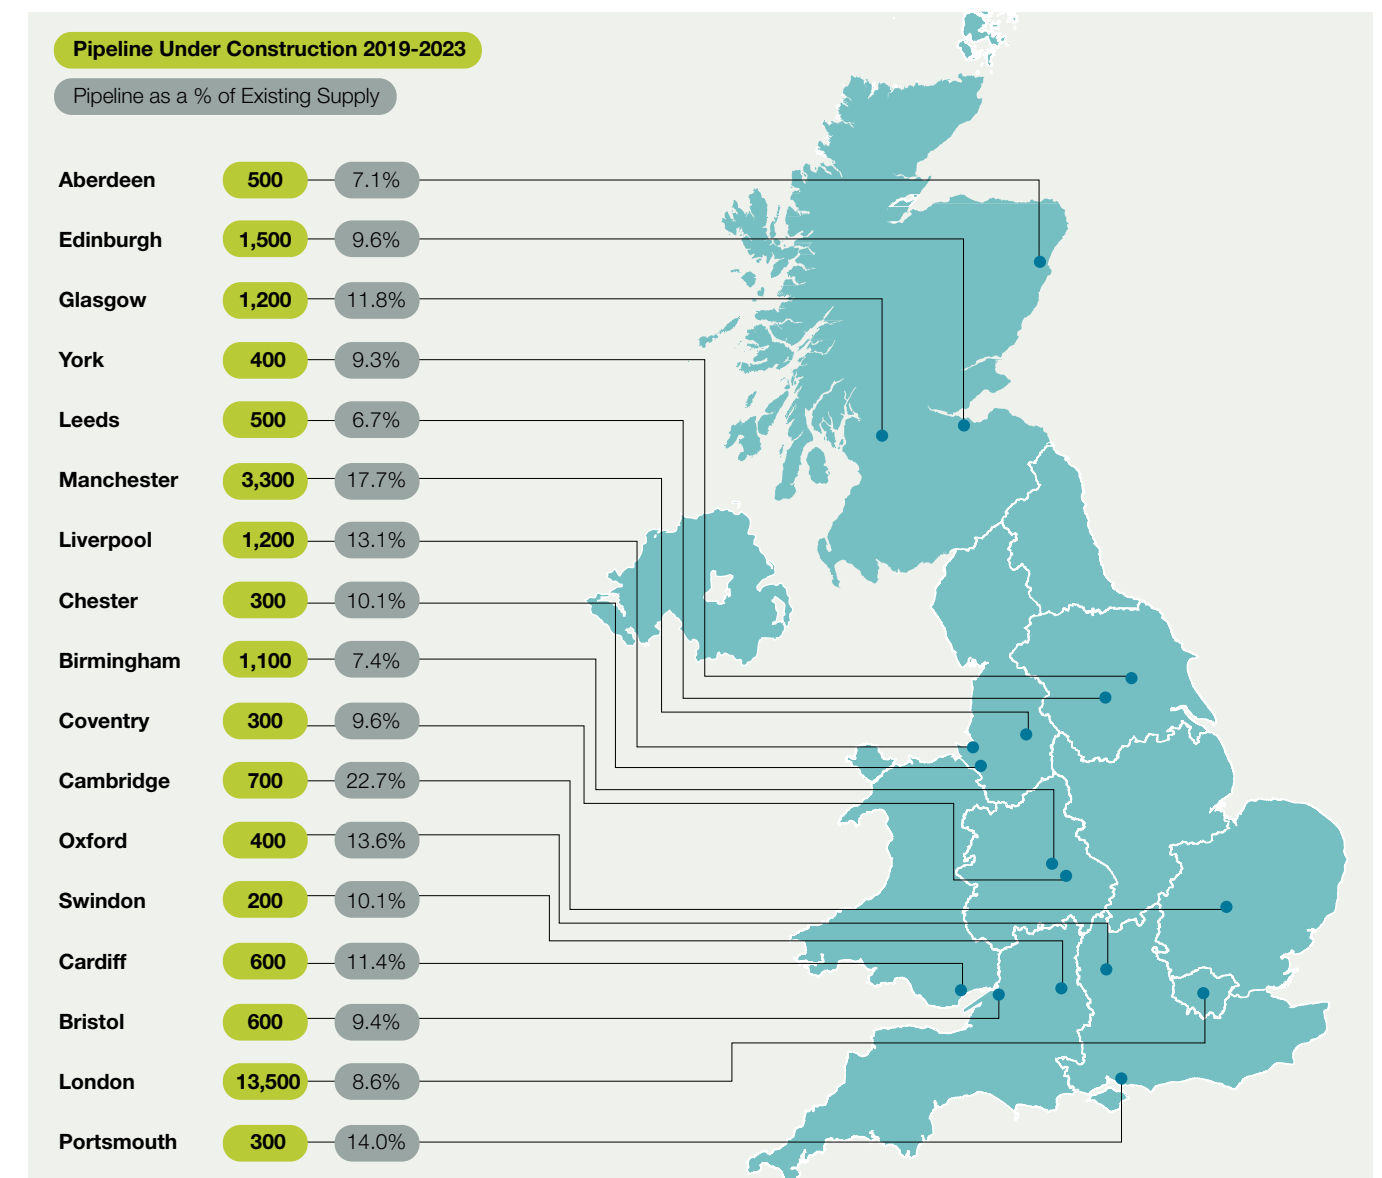 Pipeline Under Construction 2019-2023
Pipeline as a % of Existing Supply
Aberdeen 500 7.1%
Edinburgh 1,500 9.6%
Glasgow 1,200 11.8%
York 400 9.3%
Leeds 500 6.7%
Manchester 3,300 17.7%
Liverpool 1,200 13.1%
Chester 300 10.1%
Birmingham 1,100 7.4%
Coventry 300 9.6%
Cambridge 700 22.7%
Oxford 400 13.6%
Swindon 200 10.1%
Cardiff 600 11.4%
Bristol 600 9.4%
London 13,500 8.6%
Portsmouth 300 14.0%